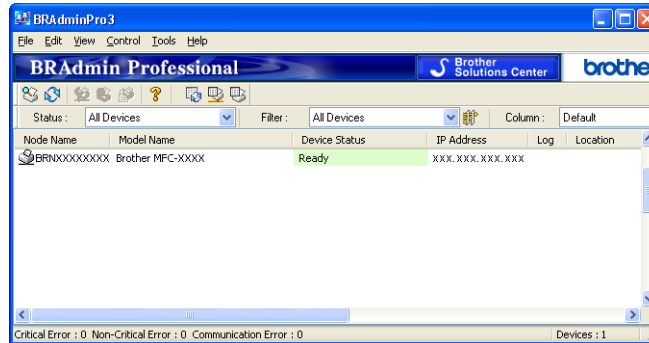 BRAdminPro3
File Edit View Control Tools Help
BRAdmin Professional Brother Solutions Center brothe
? 
Status : All Devices Filter : All Devices Column : Default
Node Name Model Name Device Status IP Address Log Location
BRNXXXXXXXX Brother MFC-XXXX Ready XXX.XXX.XXX.XXX
Critical Error : 0 Non-Critical Error : 0 Communication Error : 0 Devices : 1